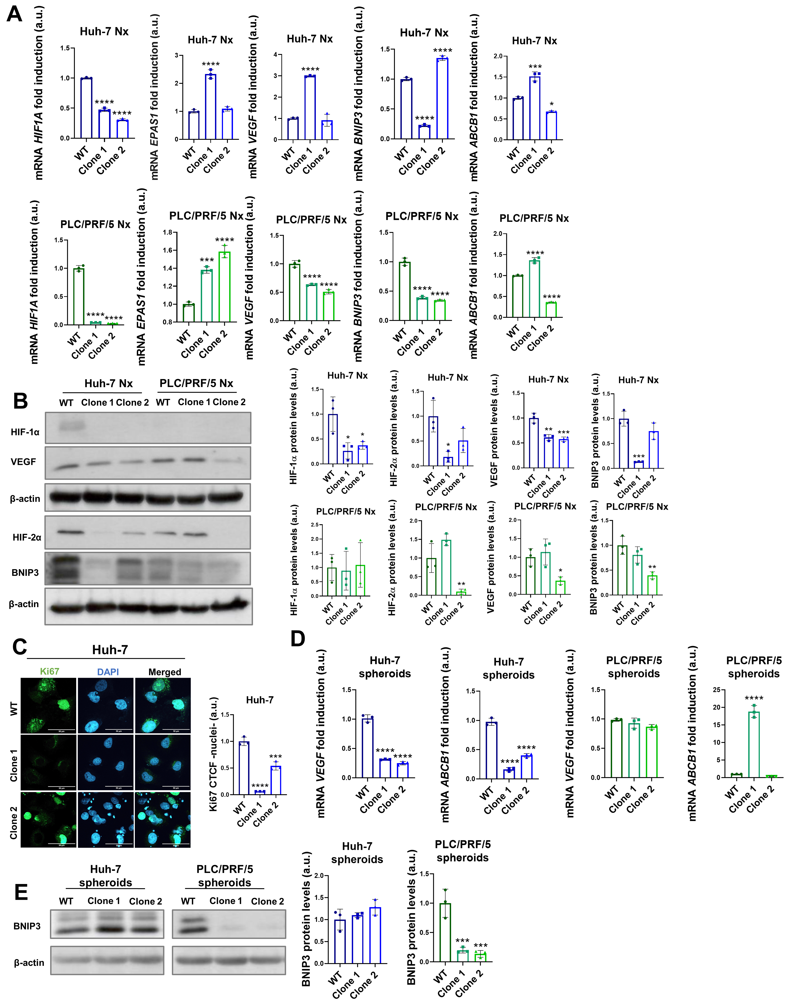 A
mRNA HIF1A fold induction (a.u.)
Huh-7 Nx
1.5
1.0
0.5
0.0
****
****
WT
Clone 1
Clone 2
mRNA EPAS1 fold induction (a.u.)
Huh-7 Nx
3
2
1
0
****
WT
Clone 1
Clone 2
mRNA VEGF fold induction (a.u.)
Huh-7 Nx
4
3
2
1
0
****
WT
Clone 1
Clone 2
mRNA BNIP3 fold induction (a.u.)
Huh-7 Nx
1.5
1.0
0.5
0.0
****
****
WT
Clone 1
Clone 2
mRNA ABCB1 fold induction (a.u.)
Huh-7 Nx
2.0
1.5
1.0
0.5
0.0
***
*
WT
Clone 1
Clone 2
mRNA HIF1A fold induction (a.u.)
PLC/PRF/5 Nx
1.5
1.0
0.5
0.0
****
****
WT
Clone 1
Clone 2
mRNA EPAS1 fold induction (a.u.)
PLC/PRF/5 Nx
1.8
1.6
1.4
1.2
1.0
0.8
***
****
WT
Clone 1
Clone 2
mRNA VEGF fold induction (a.u.)
PLC/PRF/5 Nx
1.5
1.0
0.5
0.0
****
****
WT
Clone 1
Clone 2
mRNA BNIP3 fold induction (a.u.)
PLC/PRF/5 Nx
1.5
1.0
0.5
0.0
****
****
WT
Clone 1
Clone 2
mRNA ABCB1 fold induction (a.u.)
PLC/PRF/5 Nx
2.0
1.5
1.0
0.5
0.0
****
****
WT
Clone 1
Clone 2
B
Huh-7 Nx
PLC/PRF/5 Nx
WT Clone 1 Clone 2 WT Clone 1 Clone 2
HIF-1α
VEGF
β-actin
HIF-2α
BNIP3
β-actin
HIF-1α protein levels (a.u.)
Huh-7 Nx
1.5
1.0
0.5
0.0
*
*
WT
Clone 1
Clone 2
HIF-2α protein levels (a.u.)
Huh-7 Nx
1.5
1.0
0.5
0.0
*
WT
Clone 1
Clone 2
VEGF protein levels (a.u.)
Huh-7 Nx
1.5
1.0
0.5
0.0
**
***
WT
Clone 1
Clone 2
BNIP3 protein levels (a.u.)
Huh-7 Nx
1.5
1.0
0.5
0.0
***
WT
Clone 1
Clone 2
HIF-1α protein levels (a.u.)
PLC/PRF/5 Nx
2.5
2.0
1.5
1.0
0.5
0.0
WT
Clone 1
Clone 2
HIF-2α protein levels (a.u.)
PLC/PRF/5 Nx
2.0
1.5
1.0
0.5
0.0
**
WT
Clone 1
Clone 2
VEGF protein levels (a.u.)
PLC/PRF/5 Nx
2.0
1.5
1.0
0.5
0.0
*
WT
Clone 1
Clone 2
BNIP3 protein levels (a.u.)
PLC/PRF/5 Nx
1.5
1.0
0.5
0.0
**
WT
Clone 1
Clone 2
C
Huh-7
Ki67 DAPI Merged
WT
Clone 1
Clone 2
50 µm
50 µm
50 µm
50 µm
50 µm
50 µm
50 µm
50 µm
50 µm
Ki67 CTCF -nuclei- (a.u.)
Huh-7
1.5
1.0
0.5
0.0
****
***
WT
Clone 1
Clone 2
D
mRNA VEGF fold induction (a.u.)
Huh-7
spheroids
1.5
1.0
0.5
0.0
****
****
WT
Clone 1
Clone 2
mRNA ABCB1 fold induction (a.u.)
Huh-7
spheroids
1.5
1.0
0.5
0.0
****
****
WT
Clone 1
Clone 2
mRNA VEGF fold induction (a.u.)
PLC/PRF/5
spheroids
1.5
1.0
0.5
0.0
WT
Clone 1
Clone 2
mRNA ABCB1 fold induction (a.u.)
PLC/PRF/5
spheroids
25
20
15
10
5
0
****
WT
Clone 1
Clone 2
E
Huh-7
spheroids
PLC/PRF/5
spheroids
WT Clone 1 Clone 2
WT Clone 1 Clone 2
BNIP3
β-actin
BNIP3 protein levels (a.u.)
Huh-7
spheroids
2.0
1.5
1.0
0.5
0.0
WT
Clone 1
Clone 2
BNIP3 protein levels (a.u.)
PLC/PRF/5
spheroids
1.5
1.0
0.5
0.0
***
***
WT
Clone 1
Clone 2